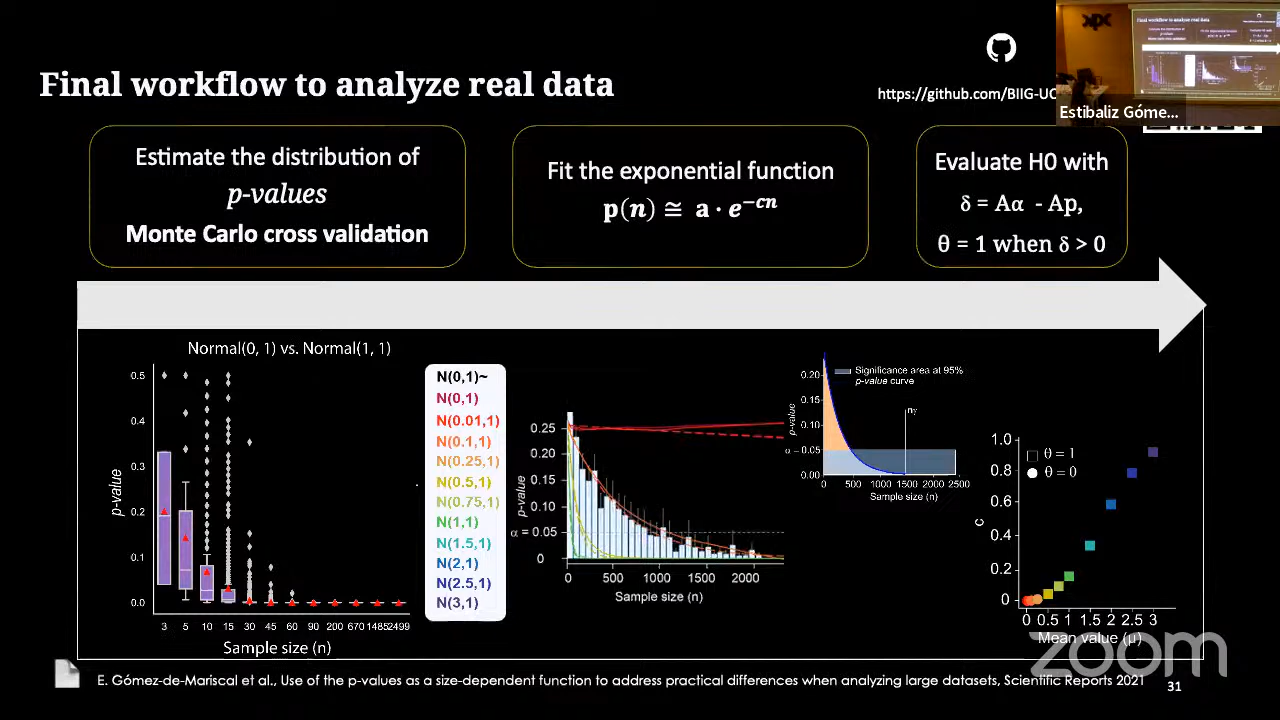 Final workflow to analyze real data
https://github.com/BIIG-UC
Estibaliz Góme...
Estimate the distribution of
p-values
Monte Carlo cross validation
Fit the exponential function
p(n) ≅ a · e^{-cn}
Evaluate H0 with
δ = Aα - Ap,
θ = 1 when δ > 0
Normal(0, 1) vs. Normal(1, 1)
0.5
0.4
0.3
0.2
0.1
0.0
p-value
3 5 10 15 30 45 60 90 200 670 1485 2499
Sample size (n)
N(0,1)~
N(0,1)
N(0.01,1)
N(0.1,1)
N(0.25,1)
N(0.5,1)
N(0.75,1)
N(1,1)
N(1.5,1)
N(2,1)
N(2.5,1)
N(3,1)
0.25
p-value
α = 0.05
0
0 500 1000 1500 2000
Sample size (n)
Significance area at 95%
p-value curve
0.20
0.15
0.10
α = 0.05
0.00
p-value
nγ
0 500 1000 1500 2000 2500
Sample size (n)
1.0
0.8
0.6
0.4
0.2
0
c
θ = 1
θ = 0
0 0.5 1 1.5 2 2.5 3
Mean value (µ)
zoom
E. Gómez-de-Mariscal et al., Use of the p-values as a size-dependent function to address practical differences when analyzing large datasets, Scientific Reports 2021
31